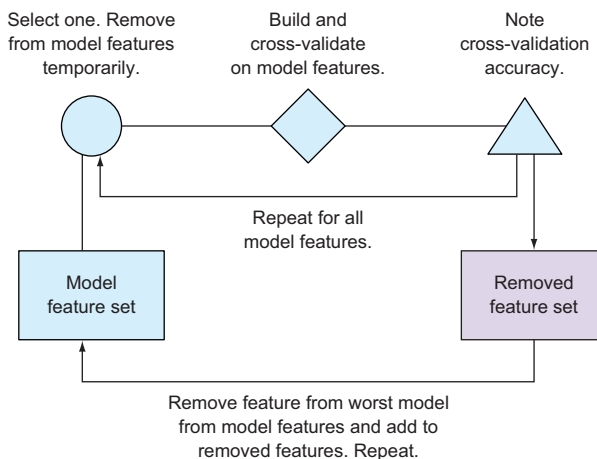 Select one. Remove
from model features
temporarily.
Build and
cross-validate
on model features.
Note
cross-validation
accuracy.
Repeat for all
model features.
Model
feature set
Removed
feature set
Remove feature from worst model
from model features and add to
removed features. Repeat.